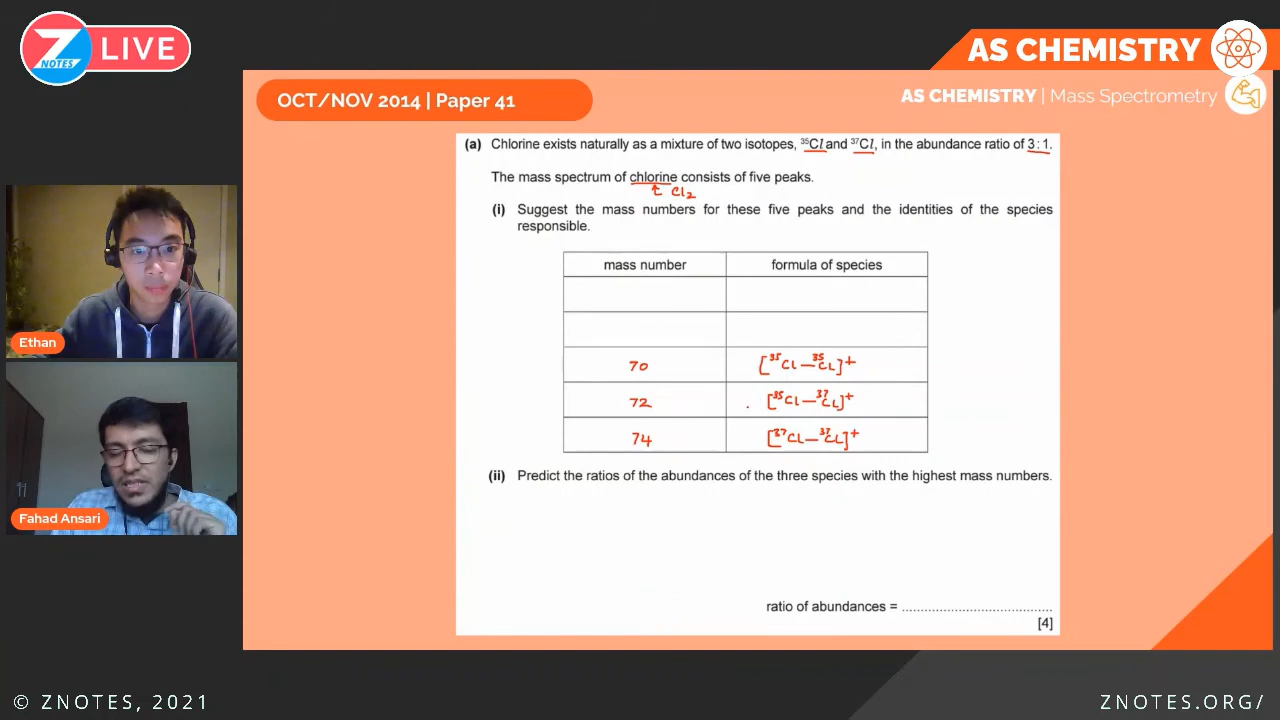 Z NOTES LIVE
AS CHEMISTRY
OCT/NOV 2014 | Paper 41
AS CHEMISTRY | Mass Spectrometry
(a) Chlorine exists naturally as a mixture of two isotopes, ³⁵Cl and ³⁷Cl, in the abundance ratio of 3 : 1.
The mass spectrum of chlorine consists of five peaks.
↑ Cl₂
(i) Suggest the mass numbers for these five peaks and the identities of the species
responsible.
mass number formula of species
70 [³⁵Cl–³⁵Cl]⁺
72 [³⁵Cl–³⁷Cl]⁺
74 [³⁷Cl–³⁷Cl]⁺
(ii) Predict the ratios of the abundances of the three species with the highest mass numbers.
ratio of abundances = ........................................
[4]
Ethan
Fahad Ansari
© ZNOTES, 2021
ZNOTES.ORG/